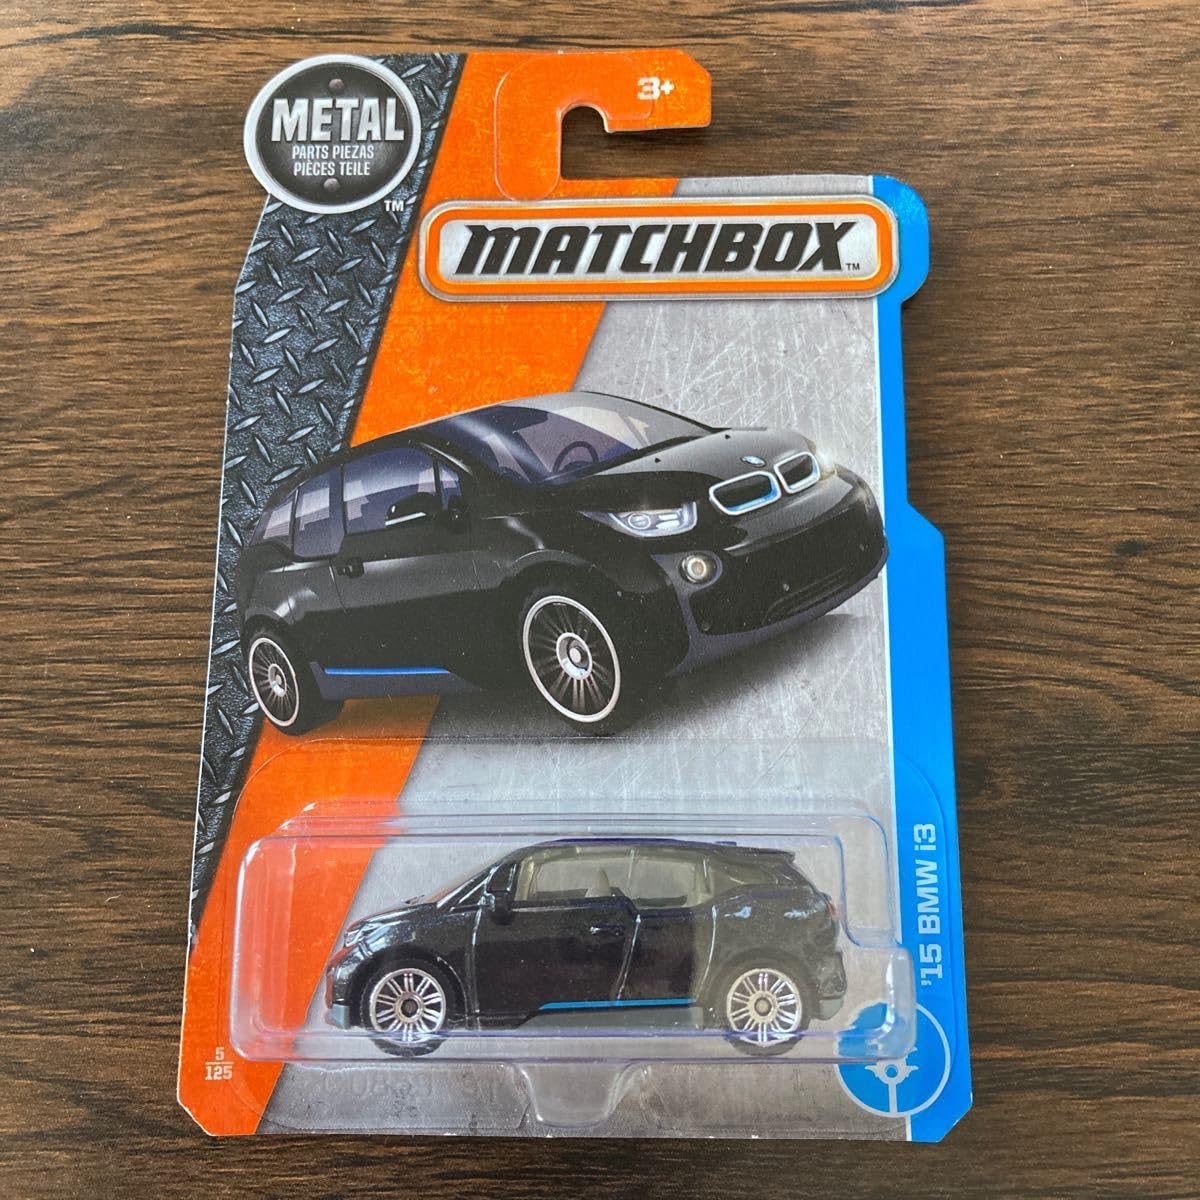 METAL
PARTS PIEZAS
PIÈCES TEILE
TM
3+
MATCHBOX
TM
'15 BMW i3
5
125